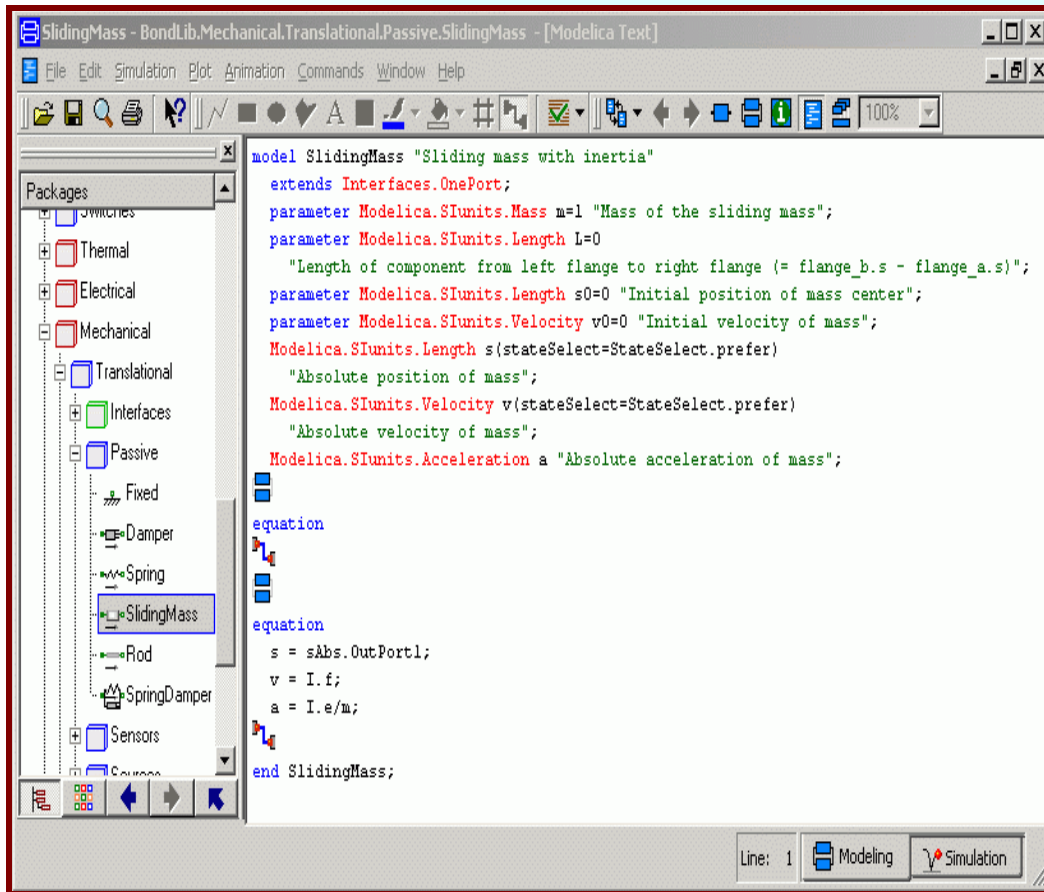 SlidingMass - BondLib.Mechanical.Translational.Passive.SlidingMass - [Modelica Text]
File Edit Simulation Plot Animation Commands Window Help
100%
Packages
Switches
Thermal
Electrical
Mechanical
Translational
Interfaces
Passive
Fixed
Damper
Spring
SlidingMass
Rod
SpringDamper
Sensors
Sources
model SlidingMass "Sliding mass with inertia"
extends Interfaces.OnePort;
parameter Modelica.SIunits.Mass m=1 "Mass of the sliding mass";
parameter Modelica.SIunits.Length L=0
"Length of component from left flange to right flange (= flange_b.s - flange_a.s)";
parameter Modelica.SIunits.Length s0=0 "Initial position of mass center";
parameter Modelica.SIunits.Velocity v0=0 "Initial velocity of mass";
Modelica.SIunits.Length s(stateSelect=StateSelect.prefer)
"Absolute position of mass";
Modelica.SIunits.Velocity v(stateSelect=StateSelect.prefer)
"Absolute velocity of mass";
Modelica.SIunits.Acceleration a "Absolute acceleration of mass";
equation
equation
s = sAbs.OutPort1;
v = I.f;
a = I.e/m;
end SlidingMass;
Line: 1 Modeling Simulation